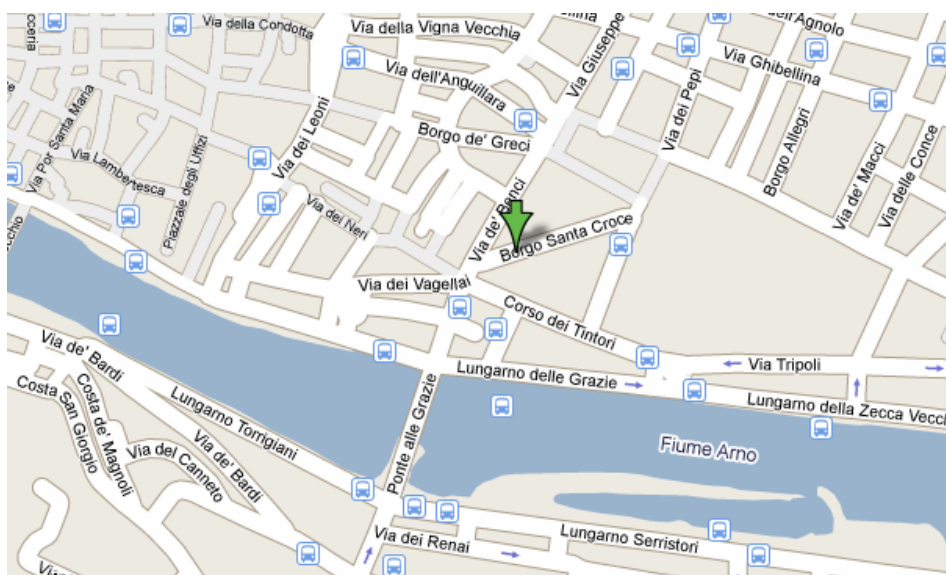 oceria
Via della Condotta
Via della Vigna Vecchia
Via Giuseppe
dell'Agnolo
Via Ghibellina
Via dell'Anguillara
Via dei Pepi
Via Por Santa Maria
Via dei Leoni
Borgo de' Greci
Borgo Allegri
Via de' Macci
Via delle Conce
Via Lambertesca
Piazzale degli Uffizi
Via dei Neri
Via de' Benci
Borgo Santa Croce
ecchio
Via dei Vagellai
Corso dei Tintori
Via de' Bardi
Via Tripoli
Lungarno delle Grazie
Lungarno della Zecca Vecc
Costa San Giorgio
Costa de' Magnoli
Lungarno Torrigiani
Ponte alle Grazie
Via del Canneto
Via de' Bardi
Fiume Arno
Via dei Renai
Lungarno Serristori